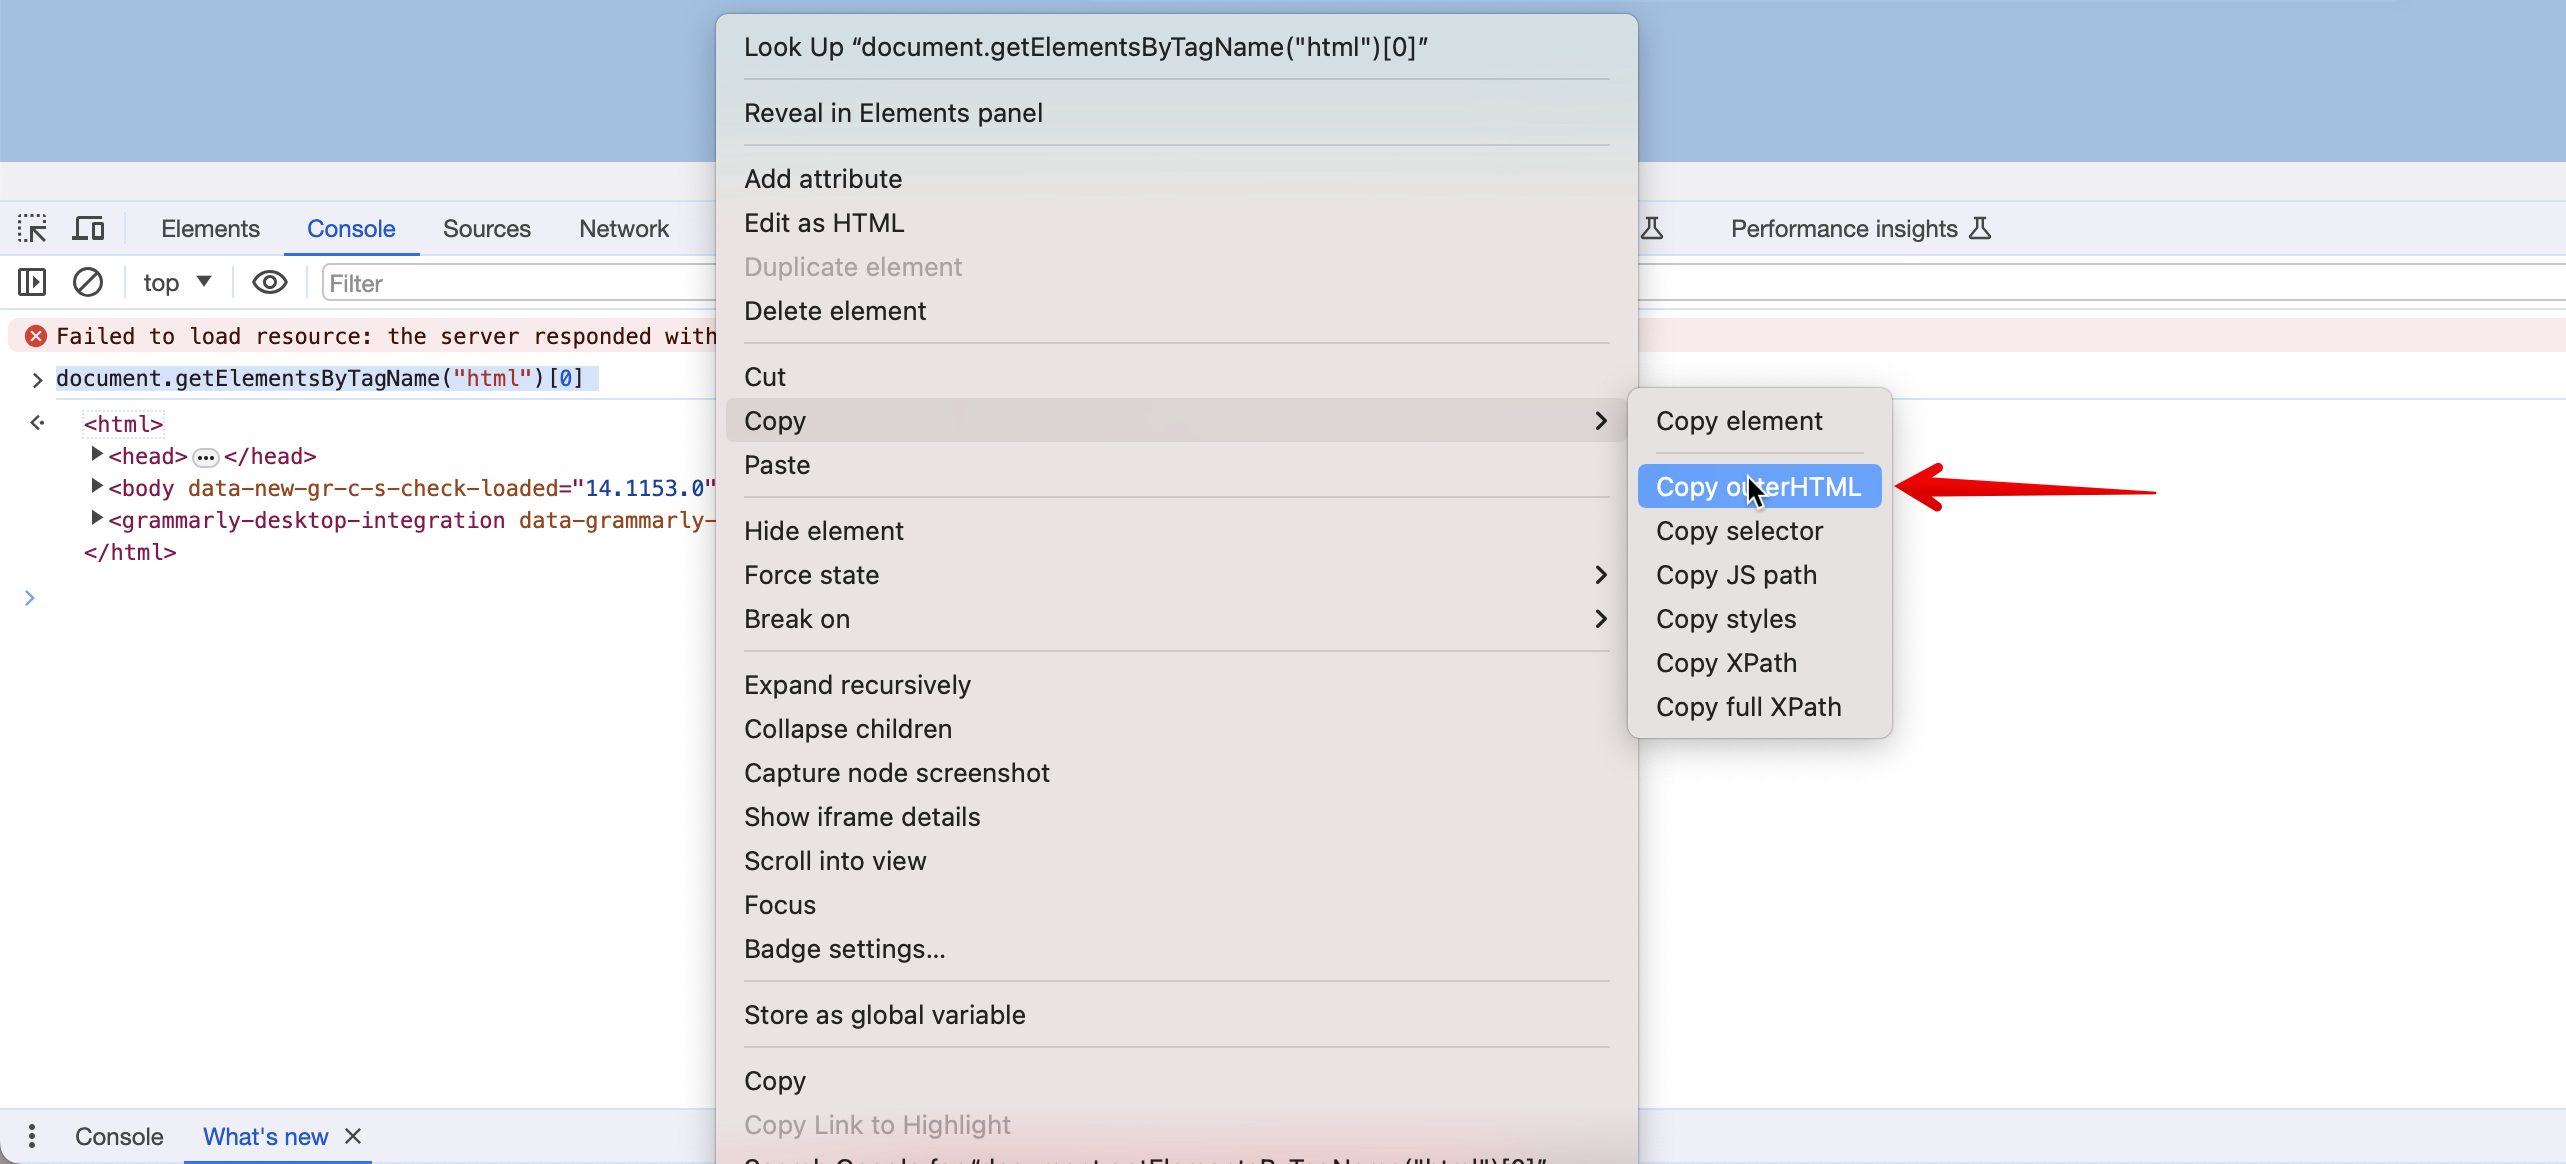 Look Up “document.getElementsByTagName("html")[0]”
Reveal in Elements panel
Add attribute
Edit as HTML
Duplicate element
Delete element
Cut
Copy
Paste
Hide element
Force state
Break on
Expand recursively
Collapse children
Capture node screenshot
Show iframe details
Scroll into view
Focus
Badge settings...
Store as global variable
Copy
Copy Link to Highlight
Copy element
Copy outerHTML
Copy selector
Copy JS path
Copy styles
Copy XPath
Copy full XPath
Elements Console Sources Network Performance insights
top Filter
Failed to load resource: the server responded with
document.getElementsByTagName("html")[0]
<html>
<head>…</head>
<body data-new-gr-c-s-check-loaded="14.1153.0"
<grammarly-desktop-integration data-grammarly-
</html>
Console What's new